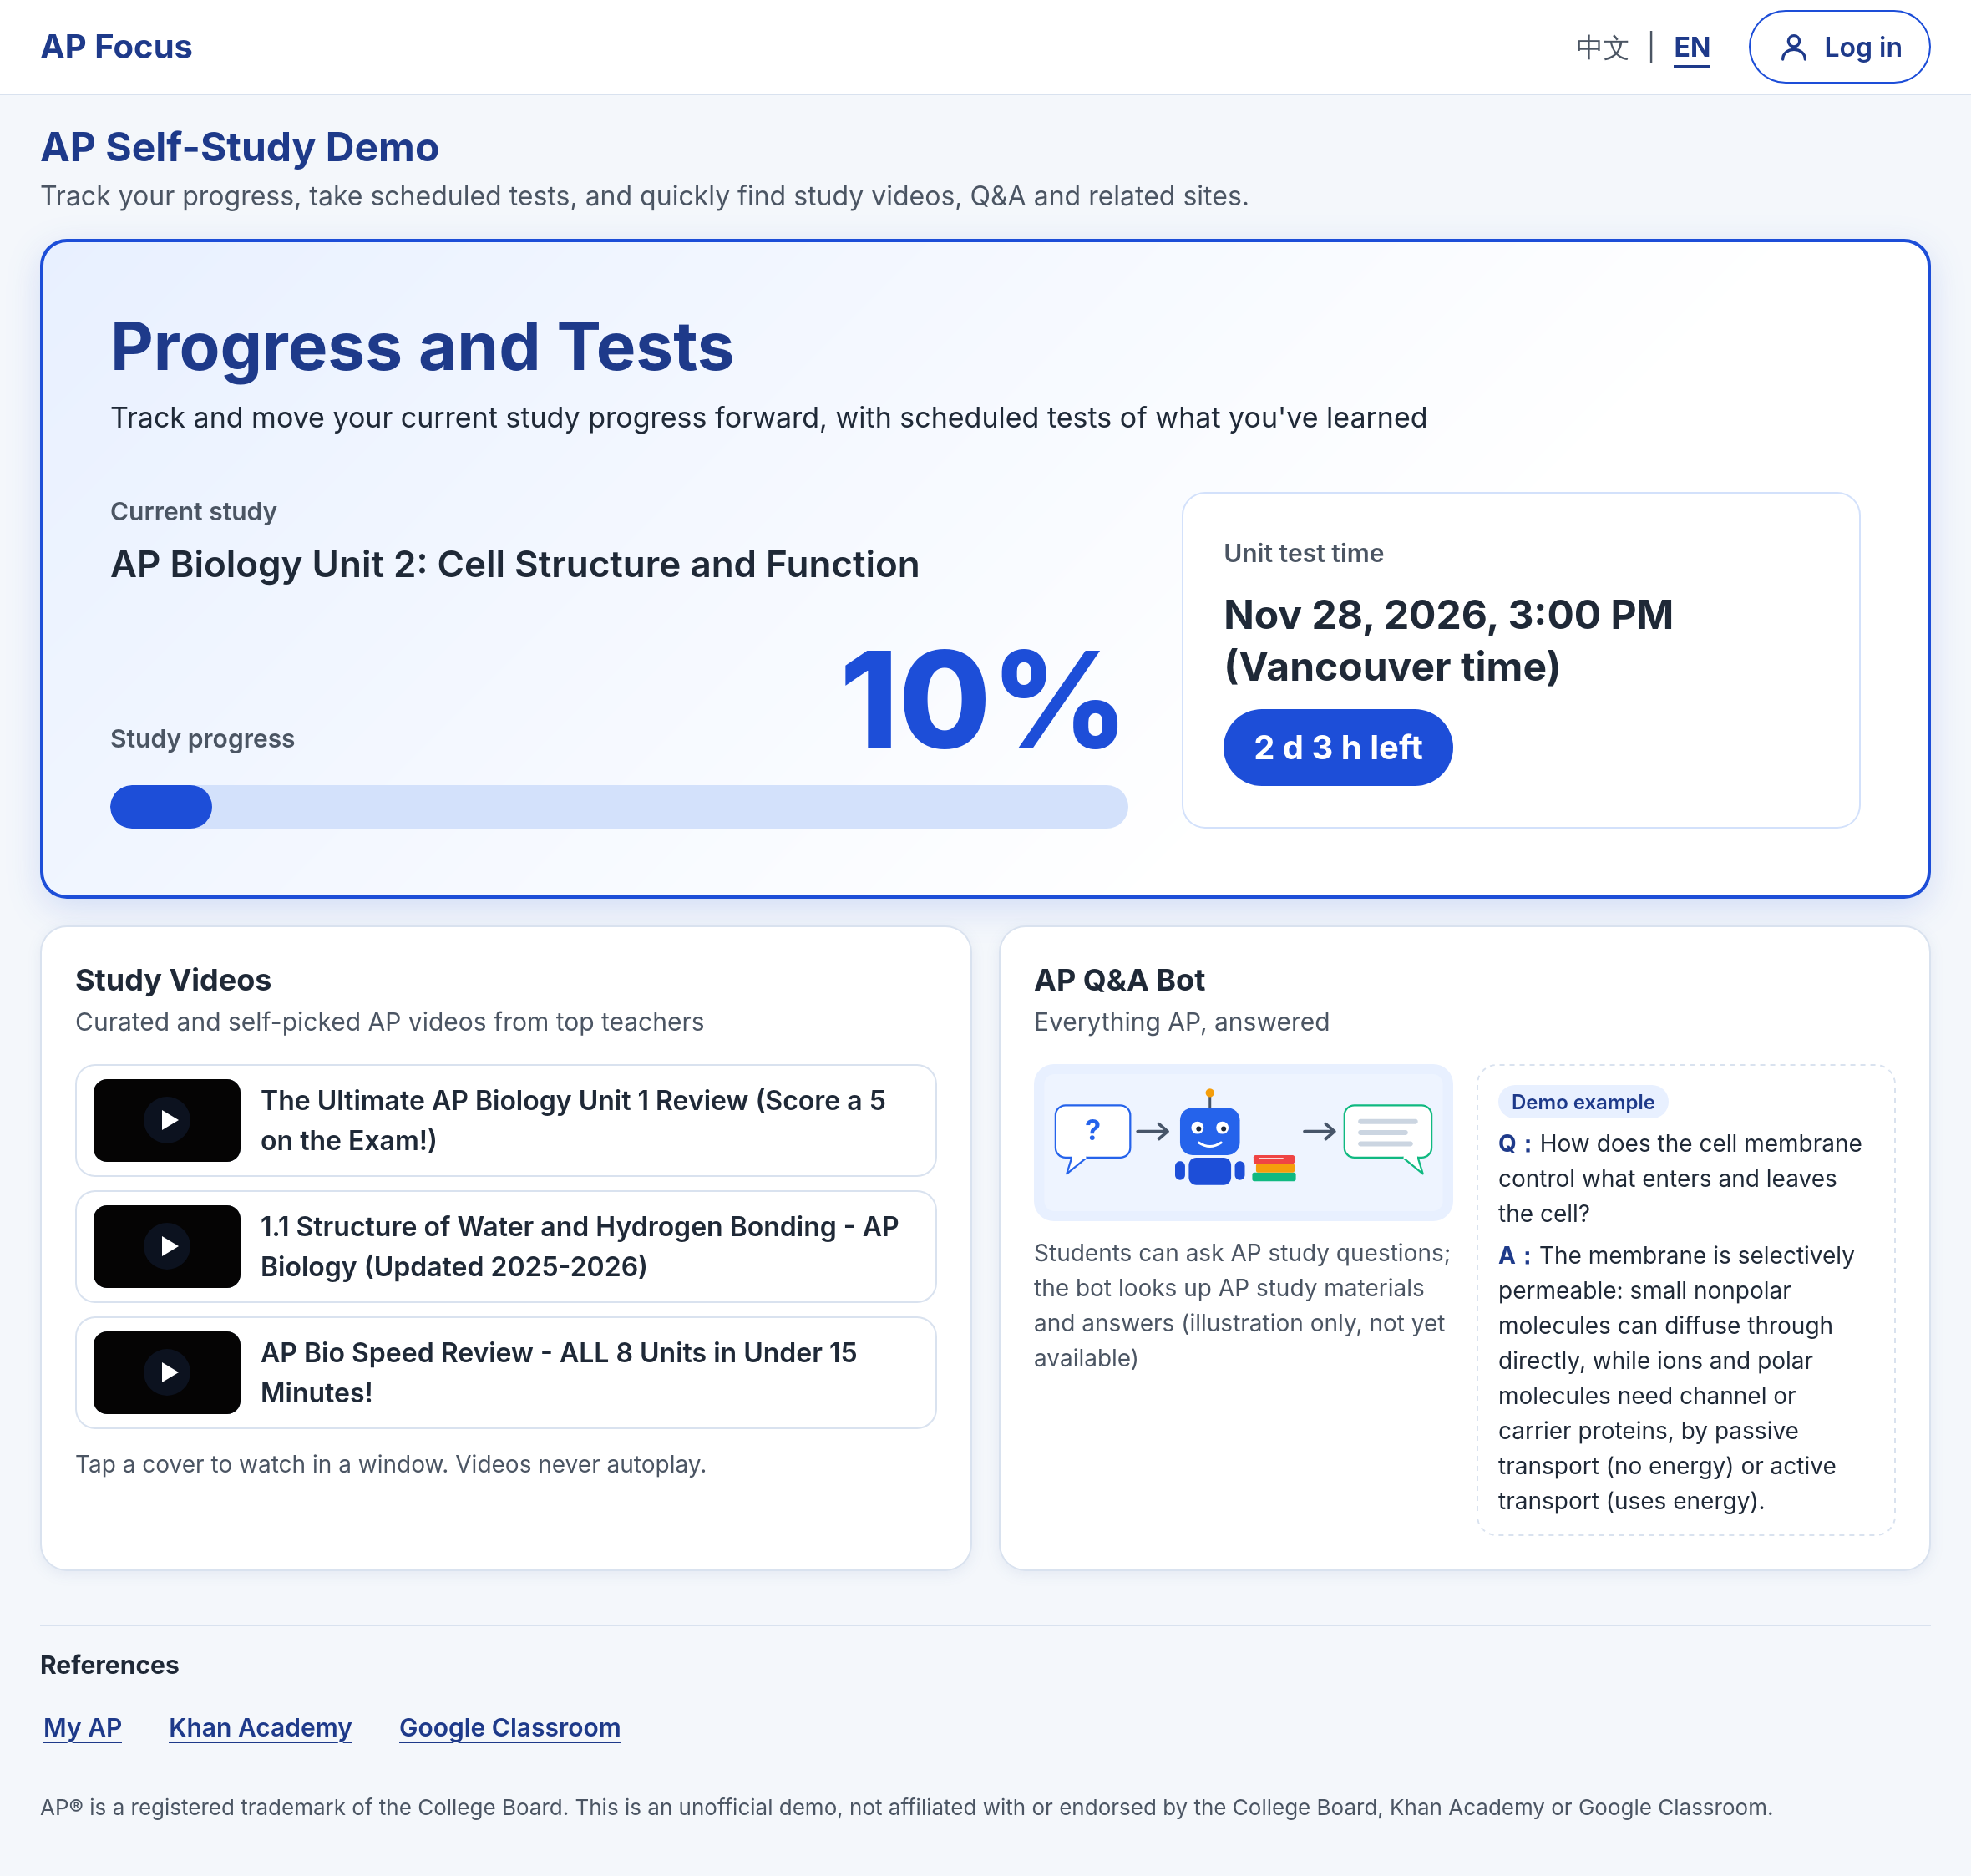 AP Focus
中文 | EN
Log in
AP Self-Study Demo
Track your progress, take scheduled tests, and quickly find study videos, Q&A and related sites.
Progress and Tests
Track and move your current study progress forward, with scheduled tests of what you've learned
Current study
AP Biology Unit 2: Cell Structure and Function
Study progress
10%
Unit test time
Nov 28, 2026, 3:00 PM
(Vancouver time)
2 d 3 h left
Study Videos
Curated and self-picked AP videos from top teachers
The Ultimate AP Biology Unit 1 Review (Score a 5
on the Exam!)
1.1 Structure of Water and Hydrogen Bonding - AP
Biology (Updated 2025-2026)
AP Bio Speed Review - ALL 8 Units in Under 15
Minutes!
Tap a cover to watch in a window. Videos never autoplay.
AP Q&A Bot
Everything AP, answered
?
Students can ask AP study questions;
the bot looks up AP study materials
and answers (illustration only, not yet
available)
Demo example
Q : How does the cell membrane
control what enters and leaves
the cell?
A : The membrane is selectively
permeable: small nonpolar
molecules can diffuse through
directly, while ions and polar
molecules need channel or
carrier proteins, by passive
transport (no energy) or active
transport (uses energy).
References
My AP
Khan Academy
Google Classroom
AP® is a registered trademark of the College Board. This is an unofficial demo, not affiliated with or endorsed by the College Board, Khan Academy or Google Classroom.